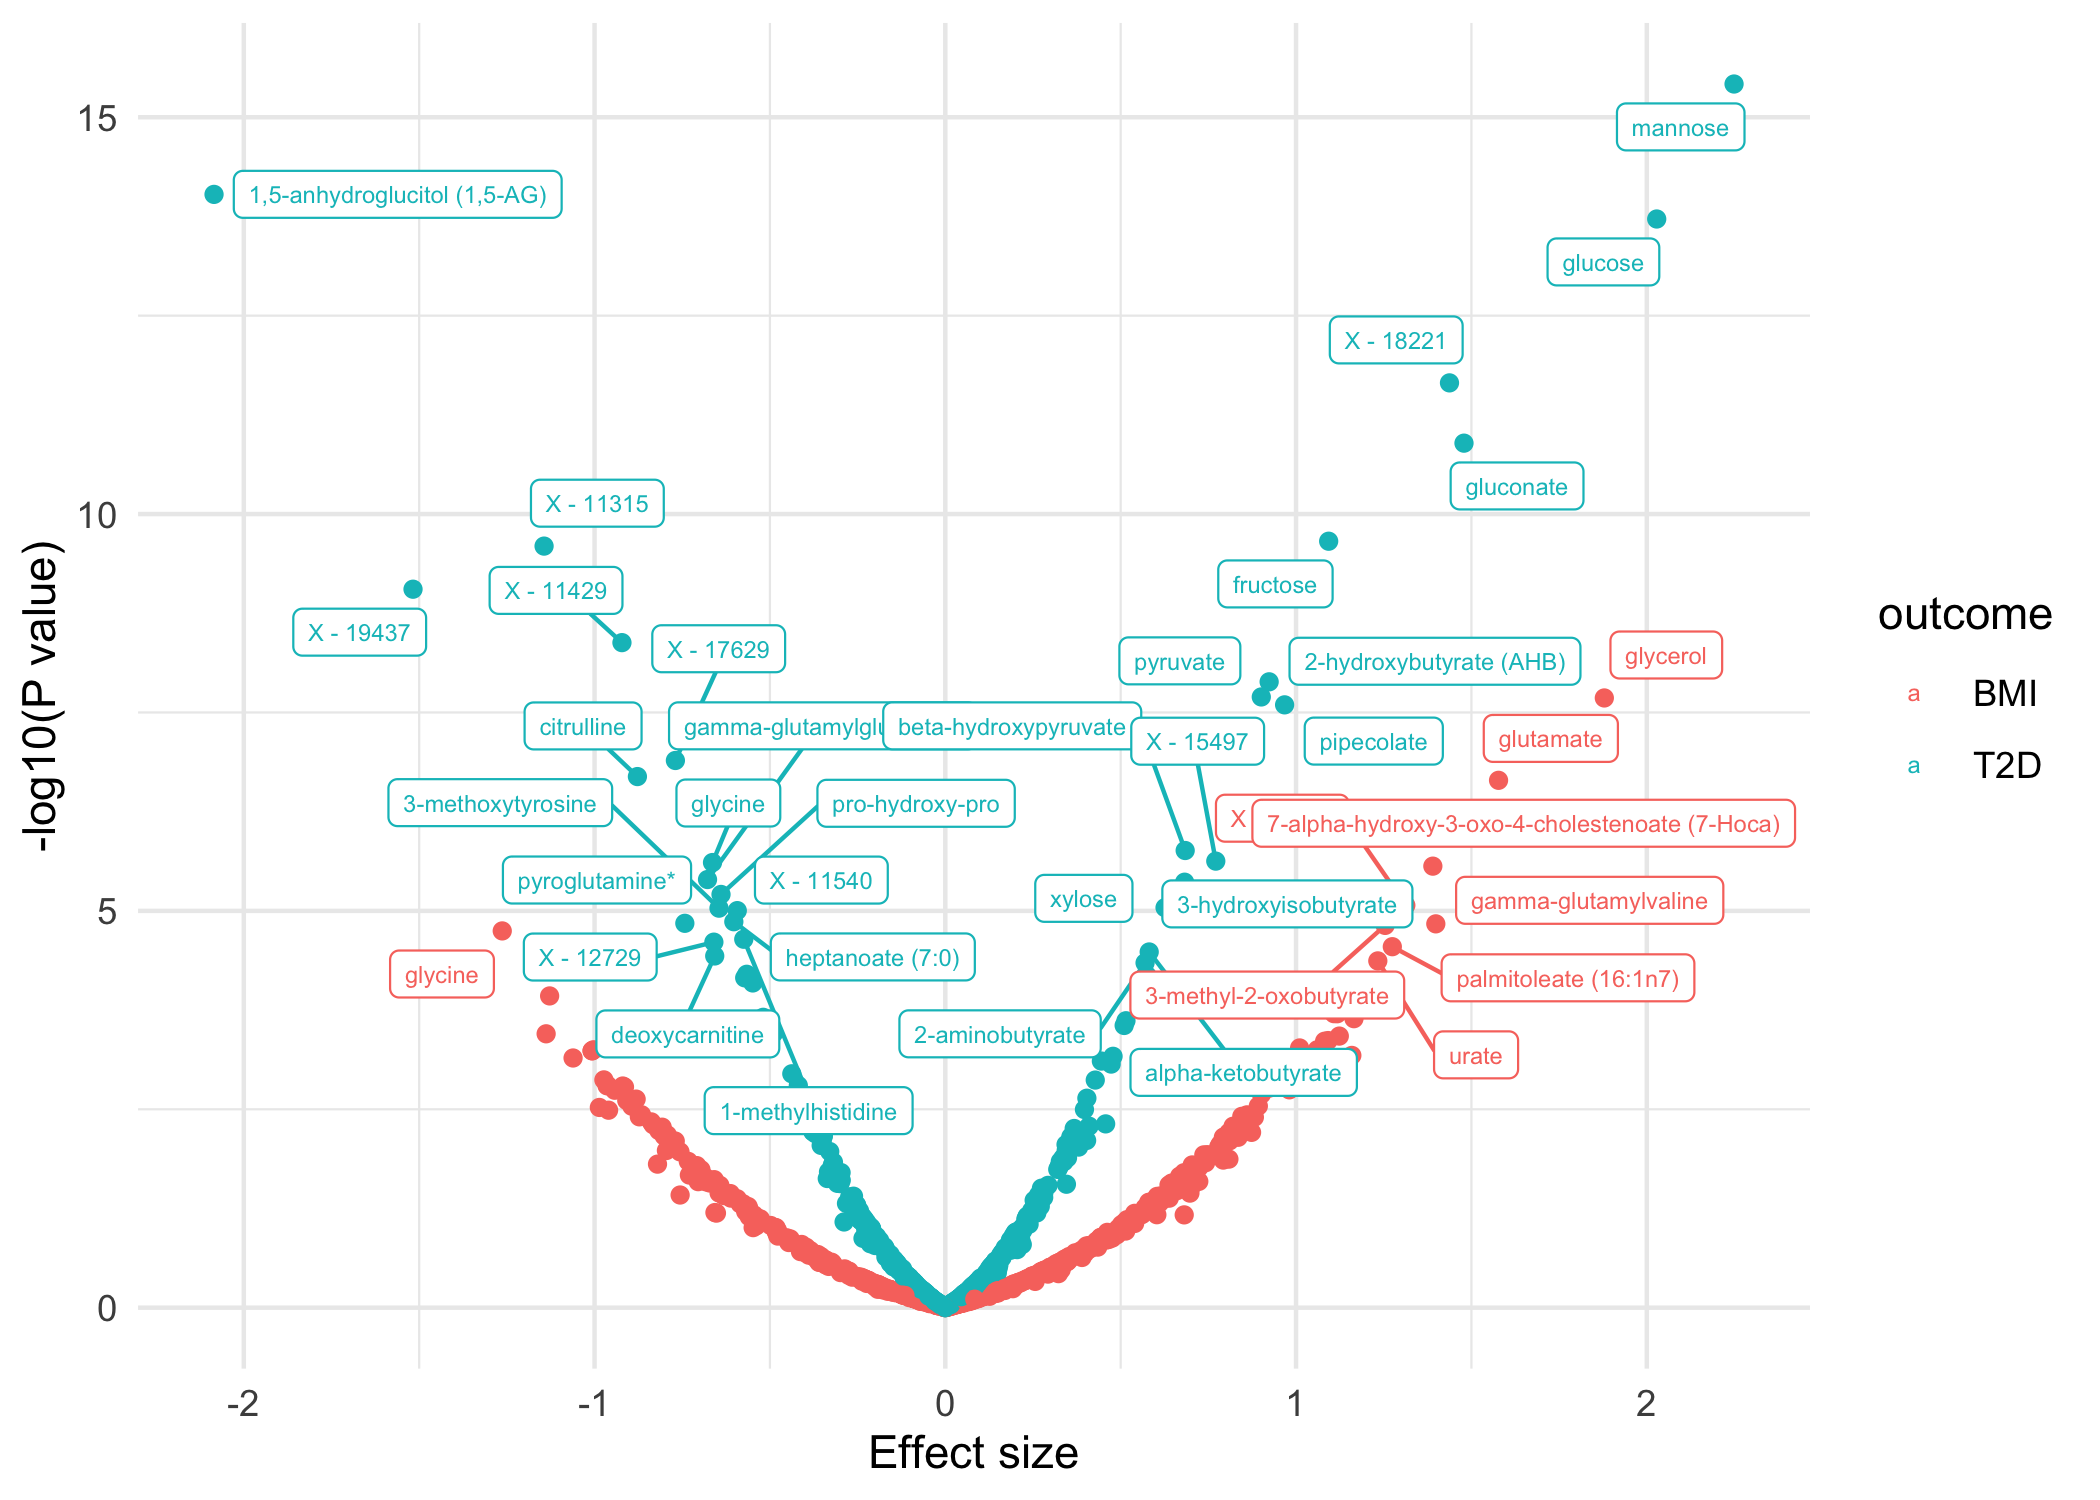 15
mannose
1,5-anhydroglucitol (1,5-AG)
glucose
X - 18221
gluconate
X - 11315
10
fructose
X - 11429
X - 19437
outcome
X - 17629
pyruvate
2-hydroxybutyrate (AHB)
glycerol
BMI
citrulline
beta-hydroxypyruvate
X - 15497
pipecolate
glutamate
T2D
3-methoxytyrosine
glycine
pro-hydroxy-pro
X
7-alpha-hydroxy-3-oxo-4-cholestenoate (7-Hoca)
pyroglutamine*
X - 11540
xylose
3-hydroxyisobutyrate
gamma-glutamylvaline
5
X - 12729
heptanoate (7:0)
glycine
palmitoleate (16:1n7)
3-methyl-2-oxobutyrate
deoxycarnitine
2-aminobutyrate
urate
alpha-ketobutyrate
1-methylhistidine
0
-2
-1
0
1
2
Effect size
-log10(P value)
a
a